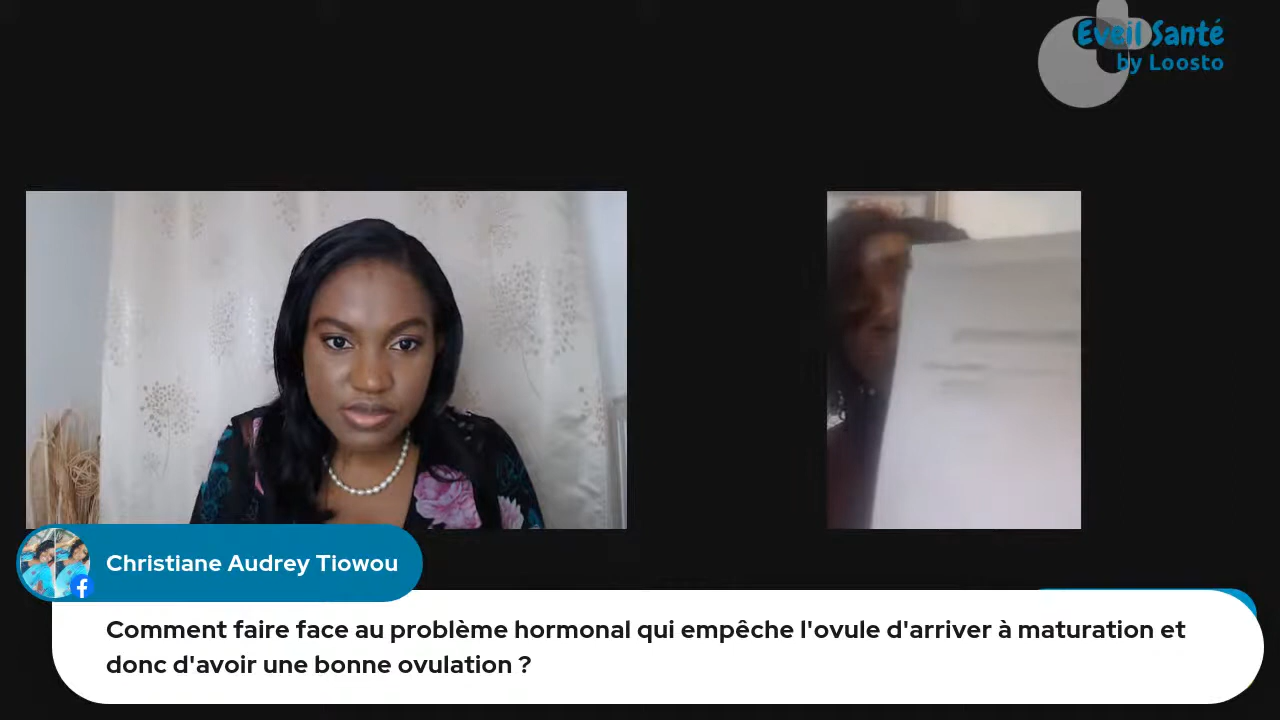 Eveil Santé
by Loosto
Christiane Audrey Tiowou
Comment faire face au problème hormonal qui empêche l'ovule d'arriver à maturation et
donc d'avoir une bonne ovulation ?